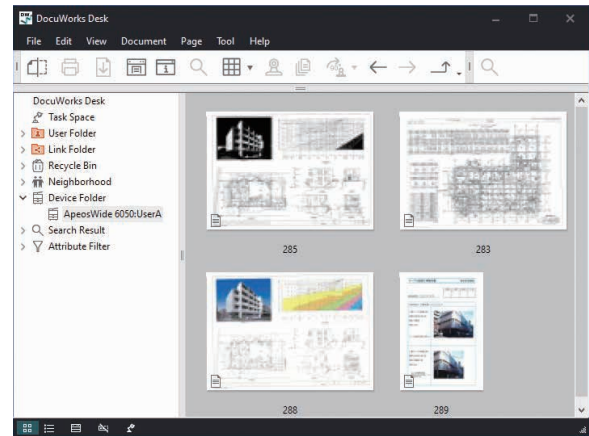 DocuWorks Desk
File Edit View Document Page Tool Help
DocuWorks Desk
Task Space
User Folder
Link Folder
Recycle Bin
Neighborhood
Device Folder
ApeosWide 6050:UserA
Search Result
Attribute Filter
285
283
288
289